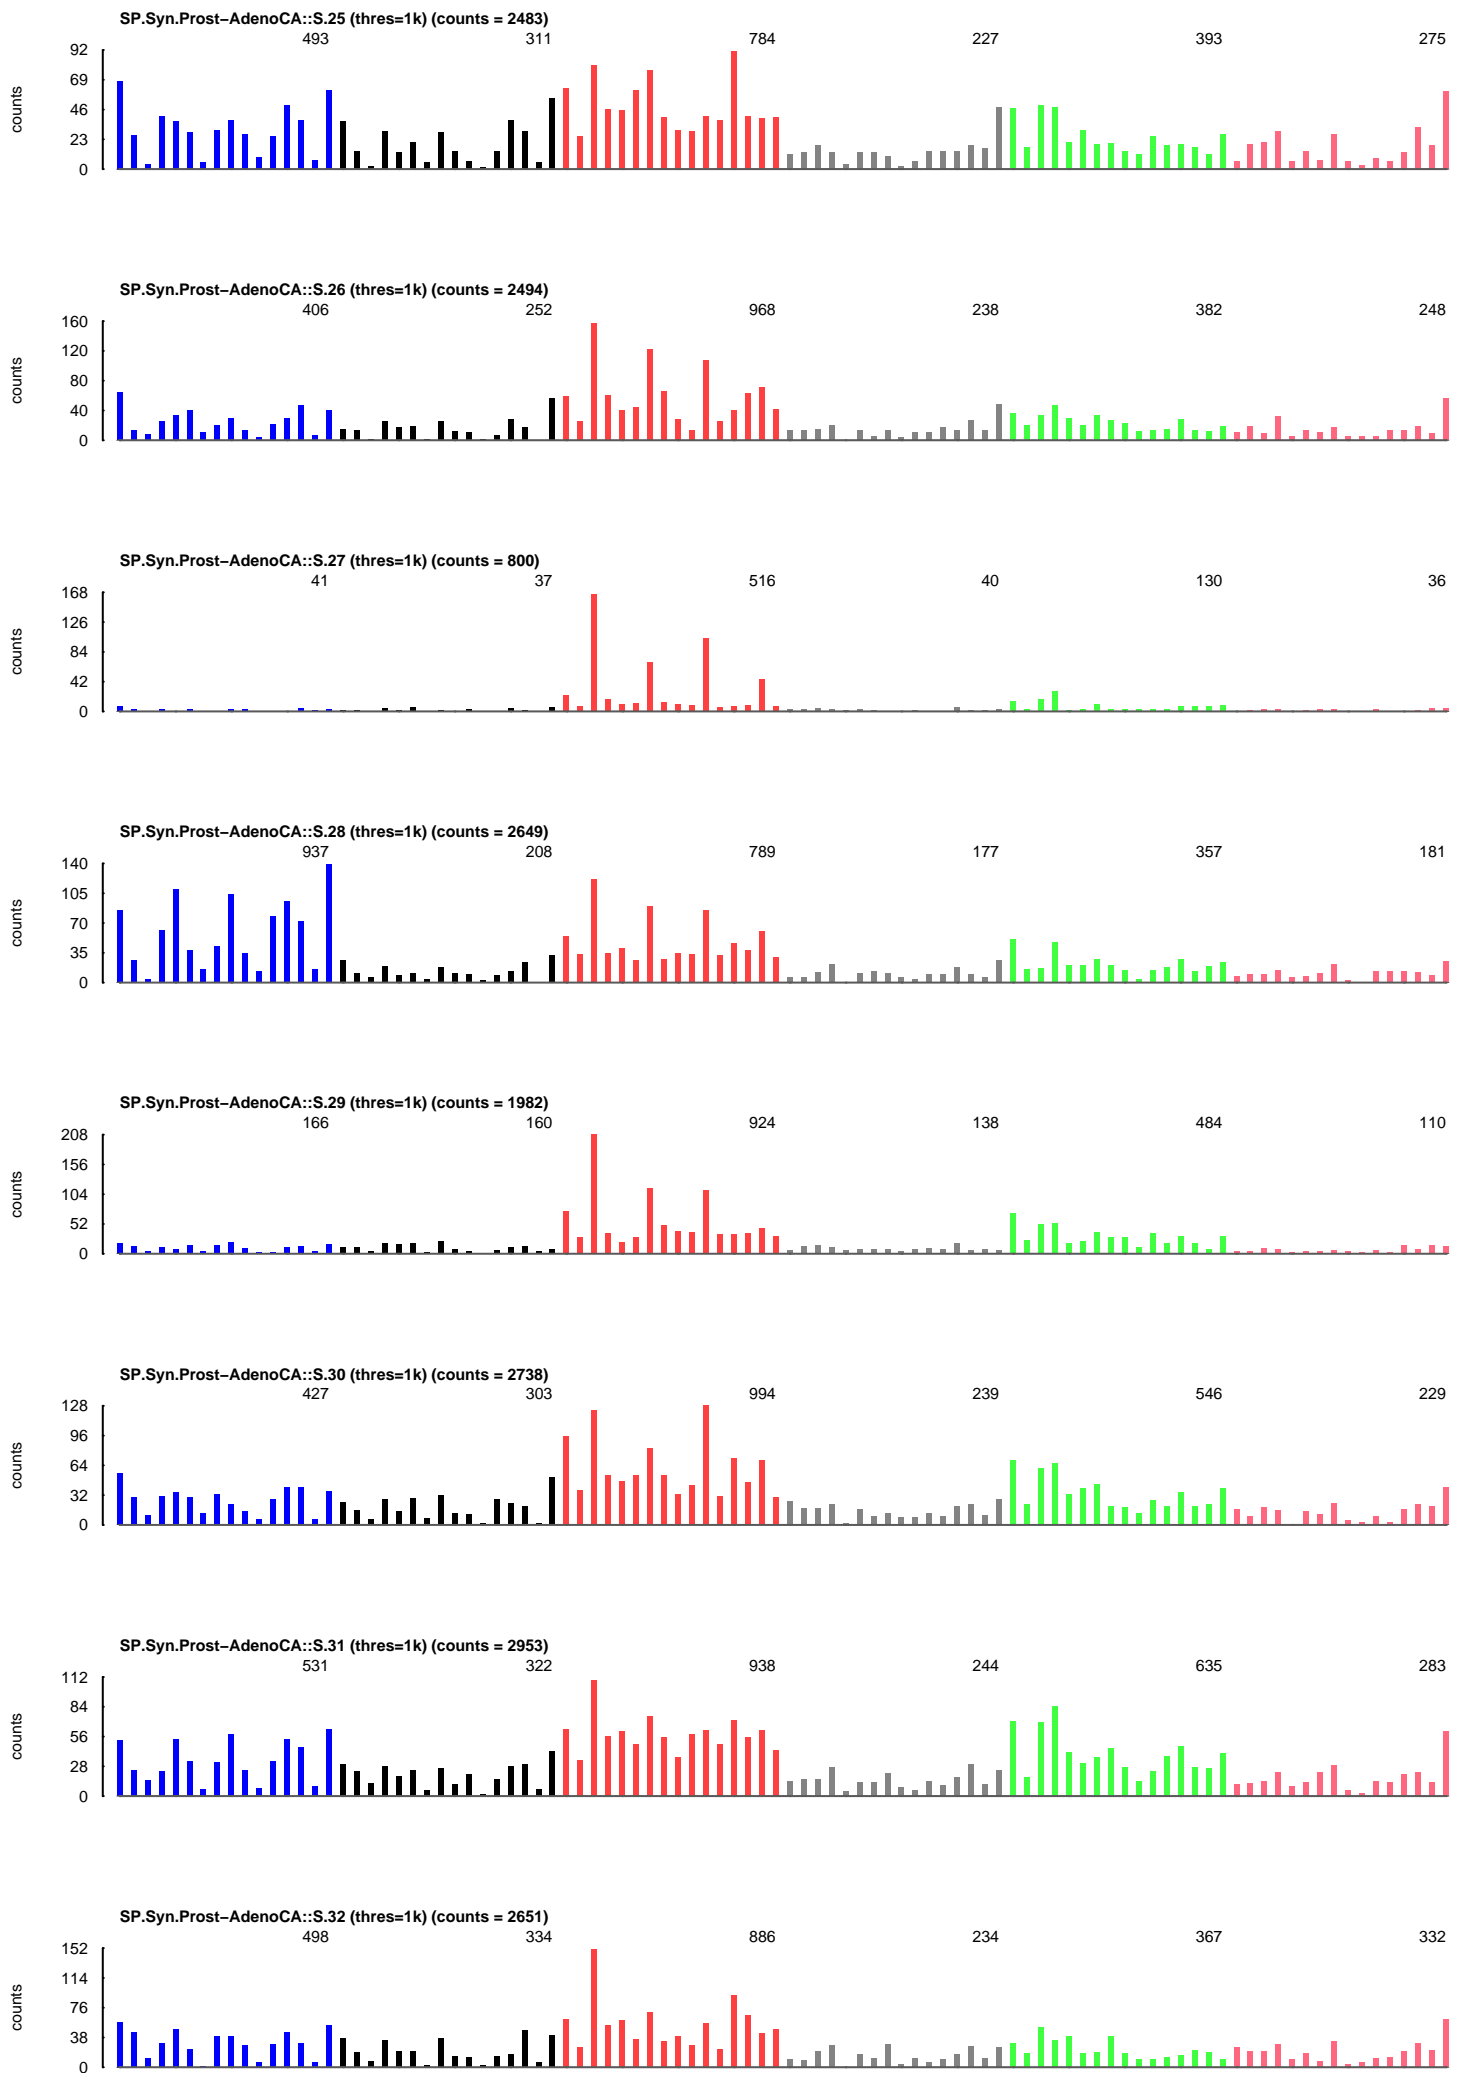 SP.Syn.Prost–AdenoCA::S.25 (thres=1k) (counts = 2483)
493 311 784 227 393 275
92
69
46
23
0
counts
SP.Syn.Prost–AdenoCA::S.26 (thres=1k) (counts = 2494)
406 252 968 238 382 248
160
120
80
40
0
counts
SP.Syn.Prost–AdenoCA::S.27 (thres=1k) (counts = 800)
41 37 516 40 130 36
168
126
84
42
0
counts
SP.Syn.Prost–AdenoCA::S.28 (thres=1k) (counts = 2649)
937 208 789 177 357 181
140
105
70
35
0
counts
SP.Syn.Prost–AdenoCA::S.29 (thres=1k) (counts = 1982)
166 160 924 138 484 110
208
156
104
52
0
counts
SP.Syn.Prost–AdenoCA::S.30 (thres=1k) (counts = 2738)
427 303 994 239 546 229
128
96
64
32
0
counts
SP.Syn.Prost–AdenoCA::S.31 (thres=1k) (counts = 2953)
531 322 938 244 635 283
112
84
56
28
0
counts
SP.Syn.Prost–AdenoCA::S.32 (thres=1k) (counts = 2651)
498 334 886 234 367 332
152
114
76
38
0
counts